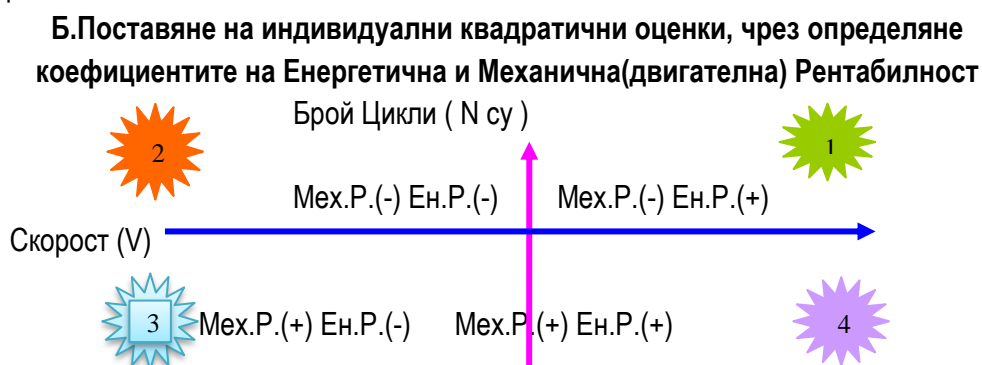 Б.Поставяне на индивидуални квадратични оценки, чрез определяне
коефициентите на Енергетична и Механична(двигателна) Рентабилност
Брой Цикли ( N cy )
2
1
Мех.Р.(-) Ен.Р.(-)
Мех.Р.(-) Ен.Р.(+)
Скорост (V)
3
Мех.Р.(+) Ен.Р.(-)
Мех.Р.(+) Ен.Р.(+)
4